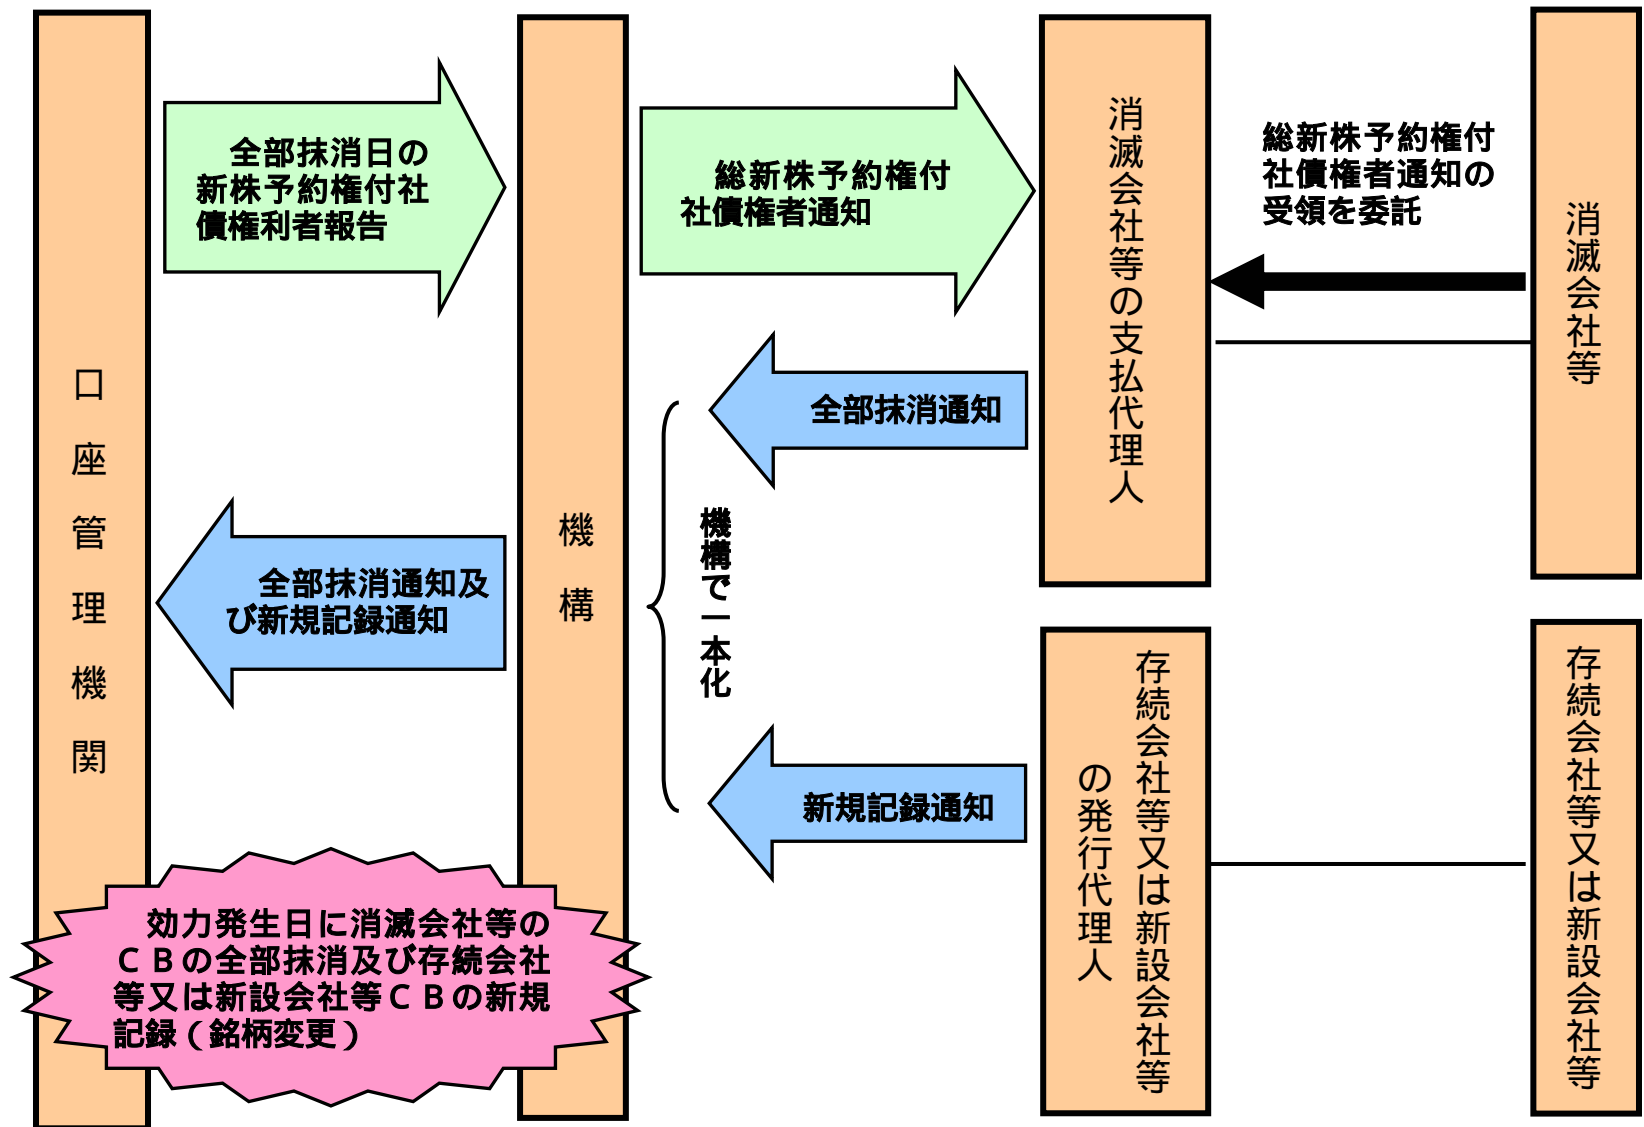 口座管理機関
全部抹消日の
新株予約権付社
債権利者報告
全部抹消通知及
び新規記録通知
効力発生日に消滅会社等の
ＣＢの全部抹消及び存続会社
等又は新設会社等ＣＢの新規
記録（銘柄変更）
機構
総新株予約権付
社債権者通知
全部抹消通知
機構で一本化
新規記録通知
消滅会社等の支払代理人
存続会社等又は新設会社等
の発行代理人
総新株予約権付
社債権者通知の
受領を委託
消滅会社等
存続会社等又は新設会社等